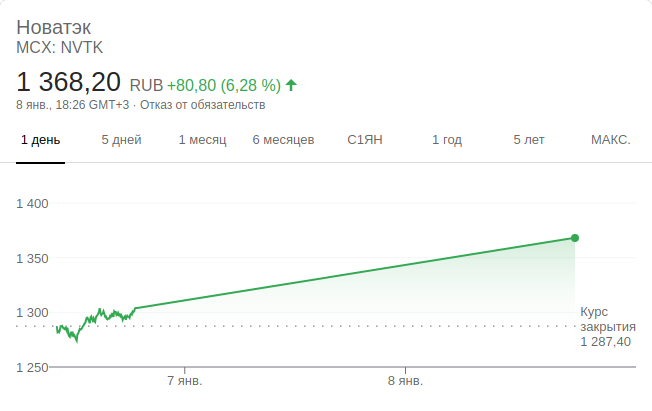 Новатэк
MCX: NVTK
1 368,20 RUB +80,80 (6,28 %)
8 янв., 18:26 GMT+3 · Отказ от обязательств
1 день 5 дней 1 месяц 6 месяцев С1ЯН 1 год 5 лет МАКС.
1 400
1 350
1 300
1 250
Курс
закрытия
1 287,40
7 янв. 8 янв.